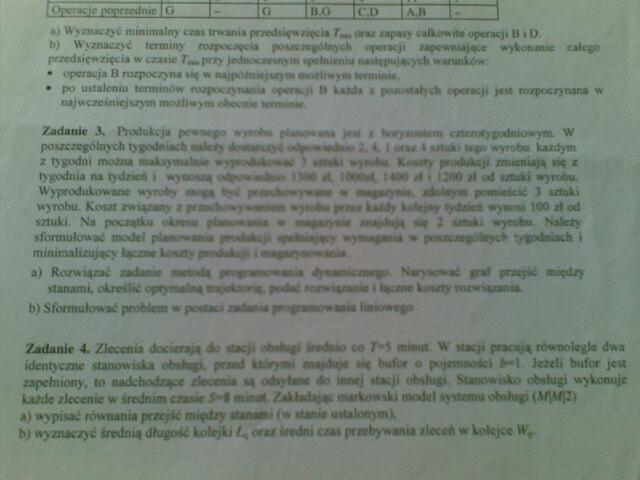 Operacje poprzednie G - G B,G C,D A,B -
a) Wyznaczyć minimalny czas trwania przedsięwzięcia Tmin oraz zapasy całkowite operacji B i D.
b) Wyznaczyć terminy rozpoczęcia poszczególnych operacji zapewniające wykonanie całego
przedsięwzięcia w czasie Tmin przy jednoczesnym spełnieniu następujących warunków:
• operacja B rozpoczyna się w najpóźniejszym możliwym terminie,
• po ustaleniu terminów rozpoczynania operacji B każda z pozostałych operacji jest rozpoczynana w
najwcześniejszym możliwym obecnie terminie.
Zadanie 3. Produkcja pewnego wyrobu planowana jest z horyzontem czterotygodniowym. W
poszczególnych tygodniach należy dostarczyć odpowiednio 2, 4, 1 oraz 4 sztuki tego wyrobu. każdym
z tygodni można maksymalnie wyprodukować 3 sztuki wyrobu. Koszty produkcji zmieniają się z
tygodnia na tydzień i wynoszą odpowiednio 1300 zł, 1000zł, 1400 zł i 1200 zł od sztuki wyrobu.
Wyprodukowane wyroby mogą być przechowywane w magazynie, zdolnym pomieścić 3 sztuki
wyrobu. Koszt związany z przechowywaniem wyrobu przez każdy kolejny tydzień wynosi 100 zł od
sztuki. Na początku okresu planowania w magazynie znajdują się 2 sztuki wyrobu. Należy
sformułować model planowania produkcji spełniający wymagania w poszczególnych tygodniach i
minimalizujący łączne koszty produkcji i magazynowania.
a) Rozwiązać zadanie metodą programowania dynamicznego. Narysować graf przejść między
stanami, określić optymalną trajektorię, podać rozwiązanie i łączne koszty rozwiązania.
b) Sformułować problem w postaci zadania programowania liniowego
Zadanie 4. Zlecenia docierają do stacji obsługi średnio co T=5 minut. W stacji pracują równolegle dwa
identyczne stanowiska obsługi, przed którymi znajduje się bufor o pojemności b=1. Jeżeli bufor jest
zapełniony, to nadchodzące zlecenia są odsyłane do innej stacji obsługi. Stanowisko obsługi wykonuje
każde zlecenie w średnim czasie S=8 minut. Zakładając markowski model systemu obsługi (M|M|2)
a) wypisać równania przejść między stanami (w stanie ustalonym),
b) wyznaczyć średnią długość kolejki Lq oraz średni czas przebywania zleceń w kolejce Wq.